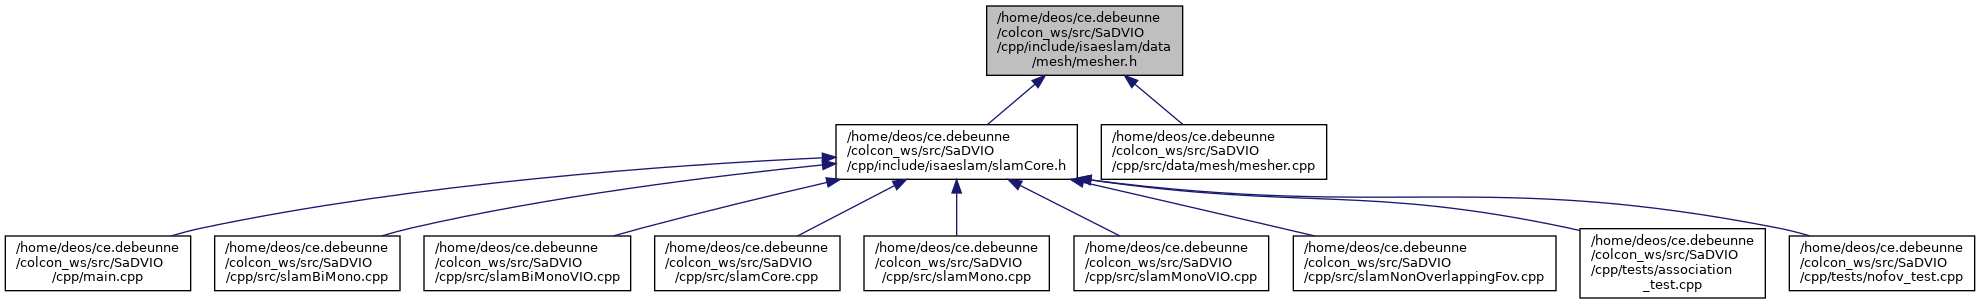 /home/deos/ce.debeunne
/colcon_ws/src/SaDVIO
/cpp/include/isaeslam/data
/mesh/mesher.h
/home/deos/ce.debeunne
/colcon_ws/src/SaDVIO
/cpp/include/isaeslam/slamCore.h
/home/deos/ce.debeunne
/colcon_ws/src/SaDVIO
/cpp/src/data/mesh/mesher.cpp
/home/deos/ce.debeunne
/colcon_ws/src/SaDVIO
/cpp/main.cpp
/home/deos/ce.debeunne
/colcon_ws/src/SaDVIO
/cpp/src/slamBiMono.cpp
/home/deos/ce.debeunne
/colcon_ws/src/SaDVIO
/cpp/src/slamBiMonoVIO.cpp
/home/deos/ce.debeunne
/colcon_ws/src/SaDVIO
/cpp/src/slamCore.cpp
/home/deos/ce.debeunne
/colcon_ws/src/SaDVIO
/cpp/src/slamMono.cpp
/home/deos/ce.debeunne
/colcon_ws/src/SaDVIO
/cpp/src/slamMonoVIO.cpp
/home/deos/ce.debeunne
/colcon_ws/src/SaDVIO
/cpp/src/slamNonOverlappingFov.cpp
/home/deos/ce.debeunne
/colcon_ws/src/SaDVIO
/cpp/tests/association
_test.cpp
/home/deos/ce.debeunne
/colcon_ws/src/SaDVIO
/cpp/tests/nofov_test.cpp